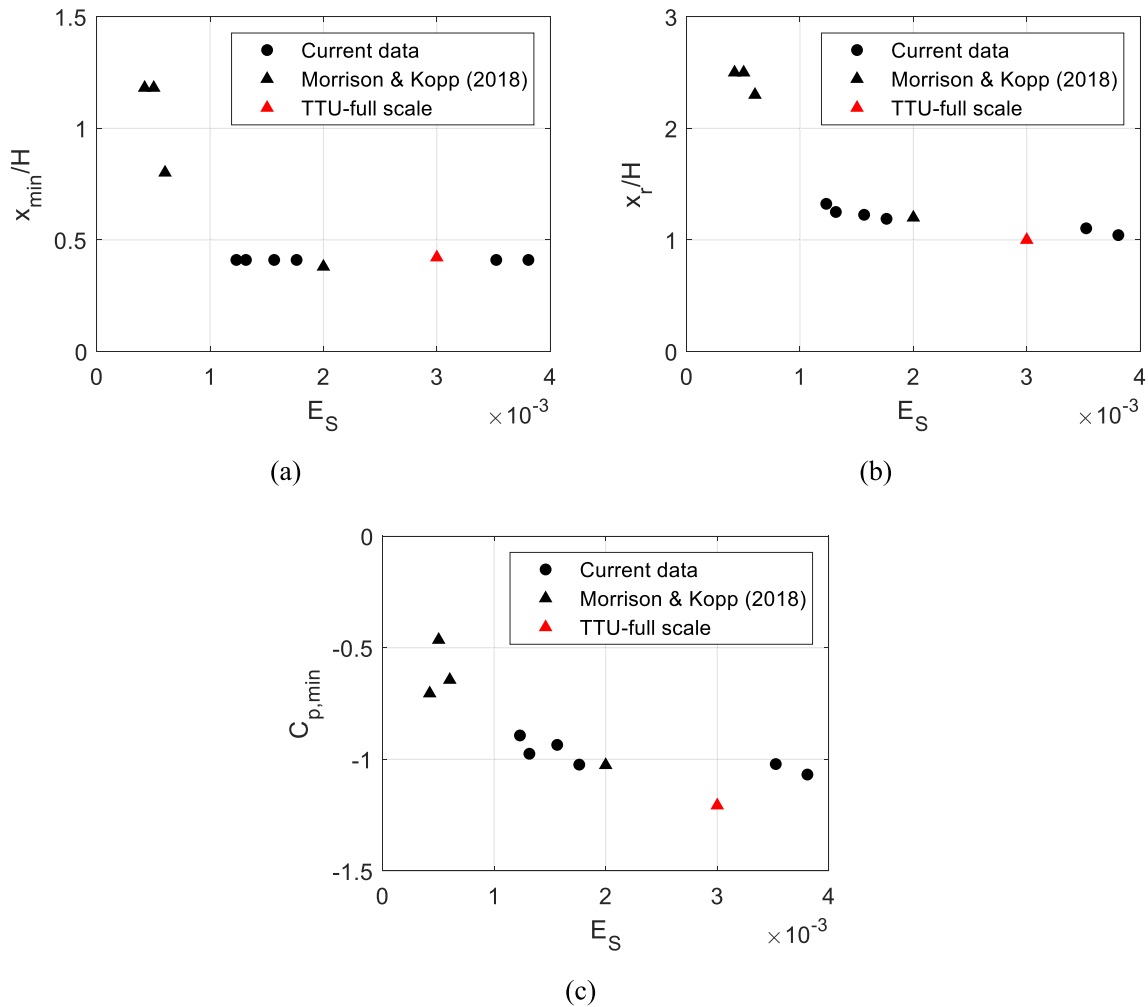 1.5
1
0.5
0
x_min/H
Current data
Morrison & Kopp (2018)
TTU-full scale
0 1 2 3 4
E_S
×10^-3
(a)
3
2
1
0
x_r/H
Current data
Morrison & Kopp (2018)
TTU-full scale
0 1 2 3 4
E_S
×10^-3
(b)
0
-0.5
-1
-1.5
C_p,min
Current data
Morrison & Kopp (2018)
TTU-full scale
0 1 2 3 4
E_S
×10^-3
(c)